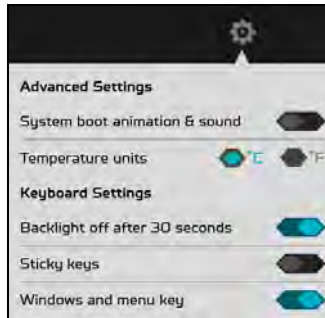 Advanced Settings
System boot animation & sound
Temperature units °C °F
Keyboard Settings
Backlight off after 30 seconds
Sticky keys
Windows and menu key